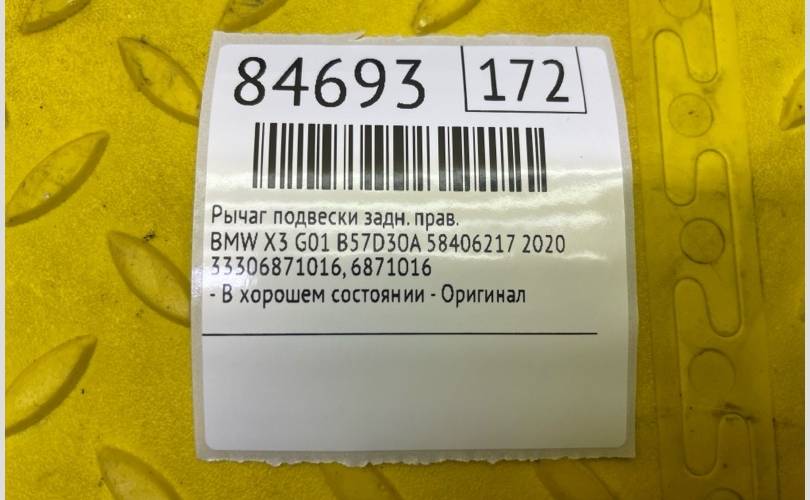 84693 172
Рычаг подвески задн. прав.
BMW X3 G01 B57D30A 58406217 2020
33306871016, 6871016
- В хорошем состоянии - Оригинал